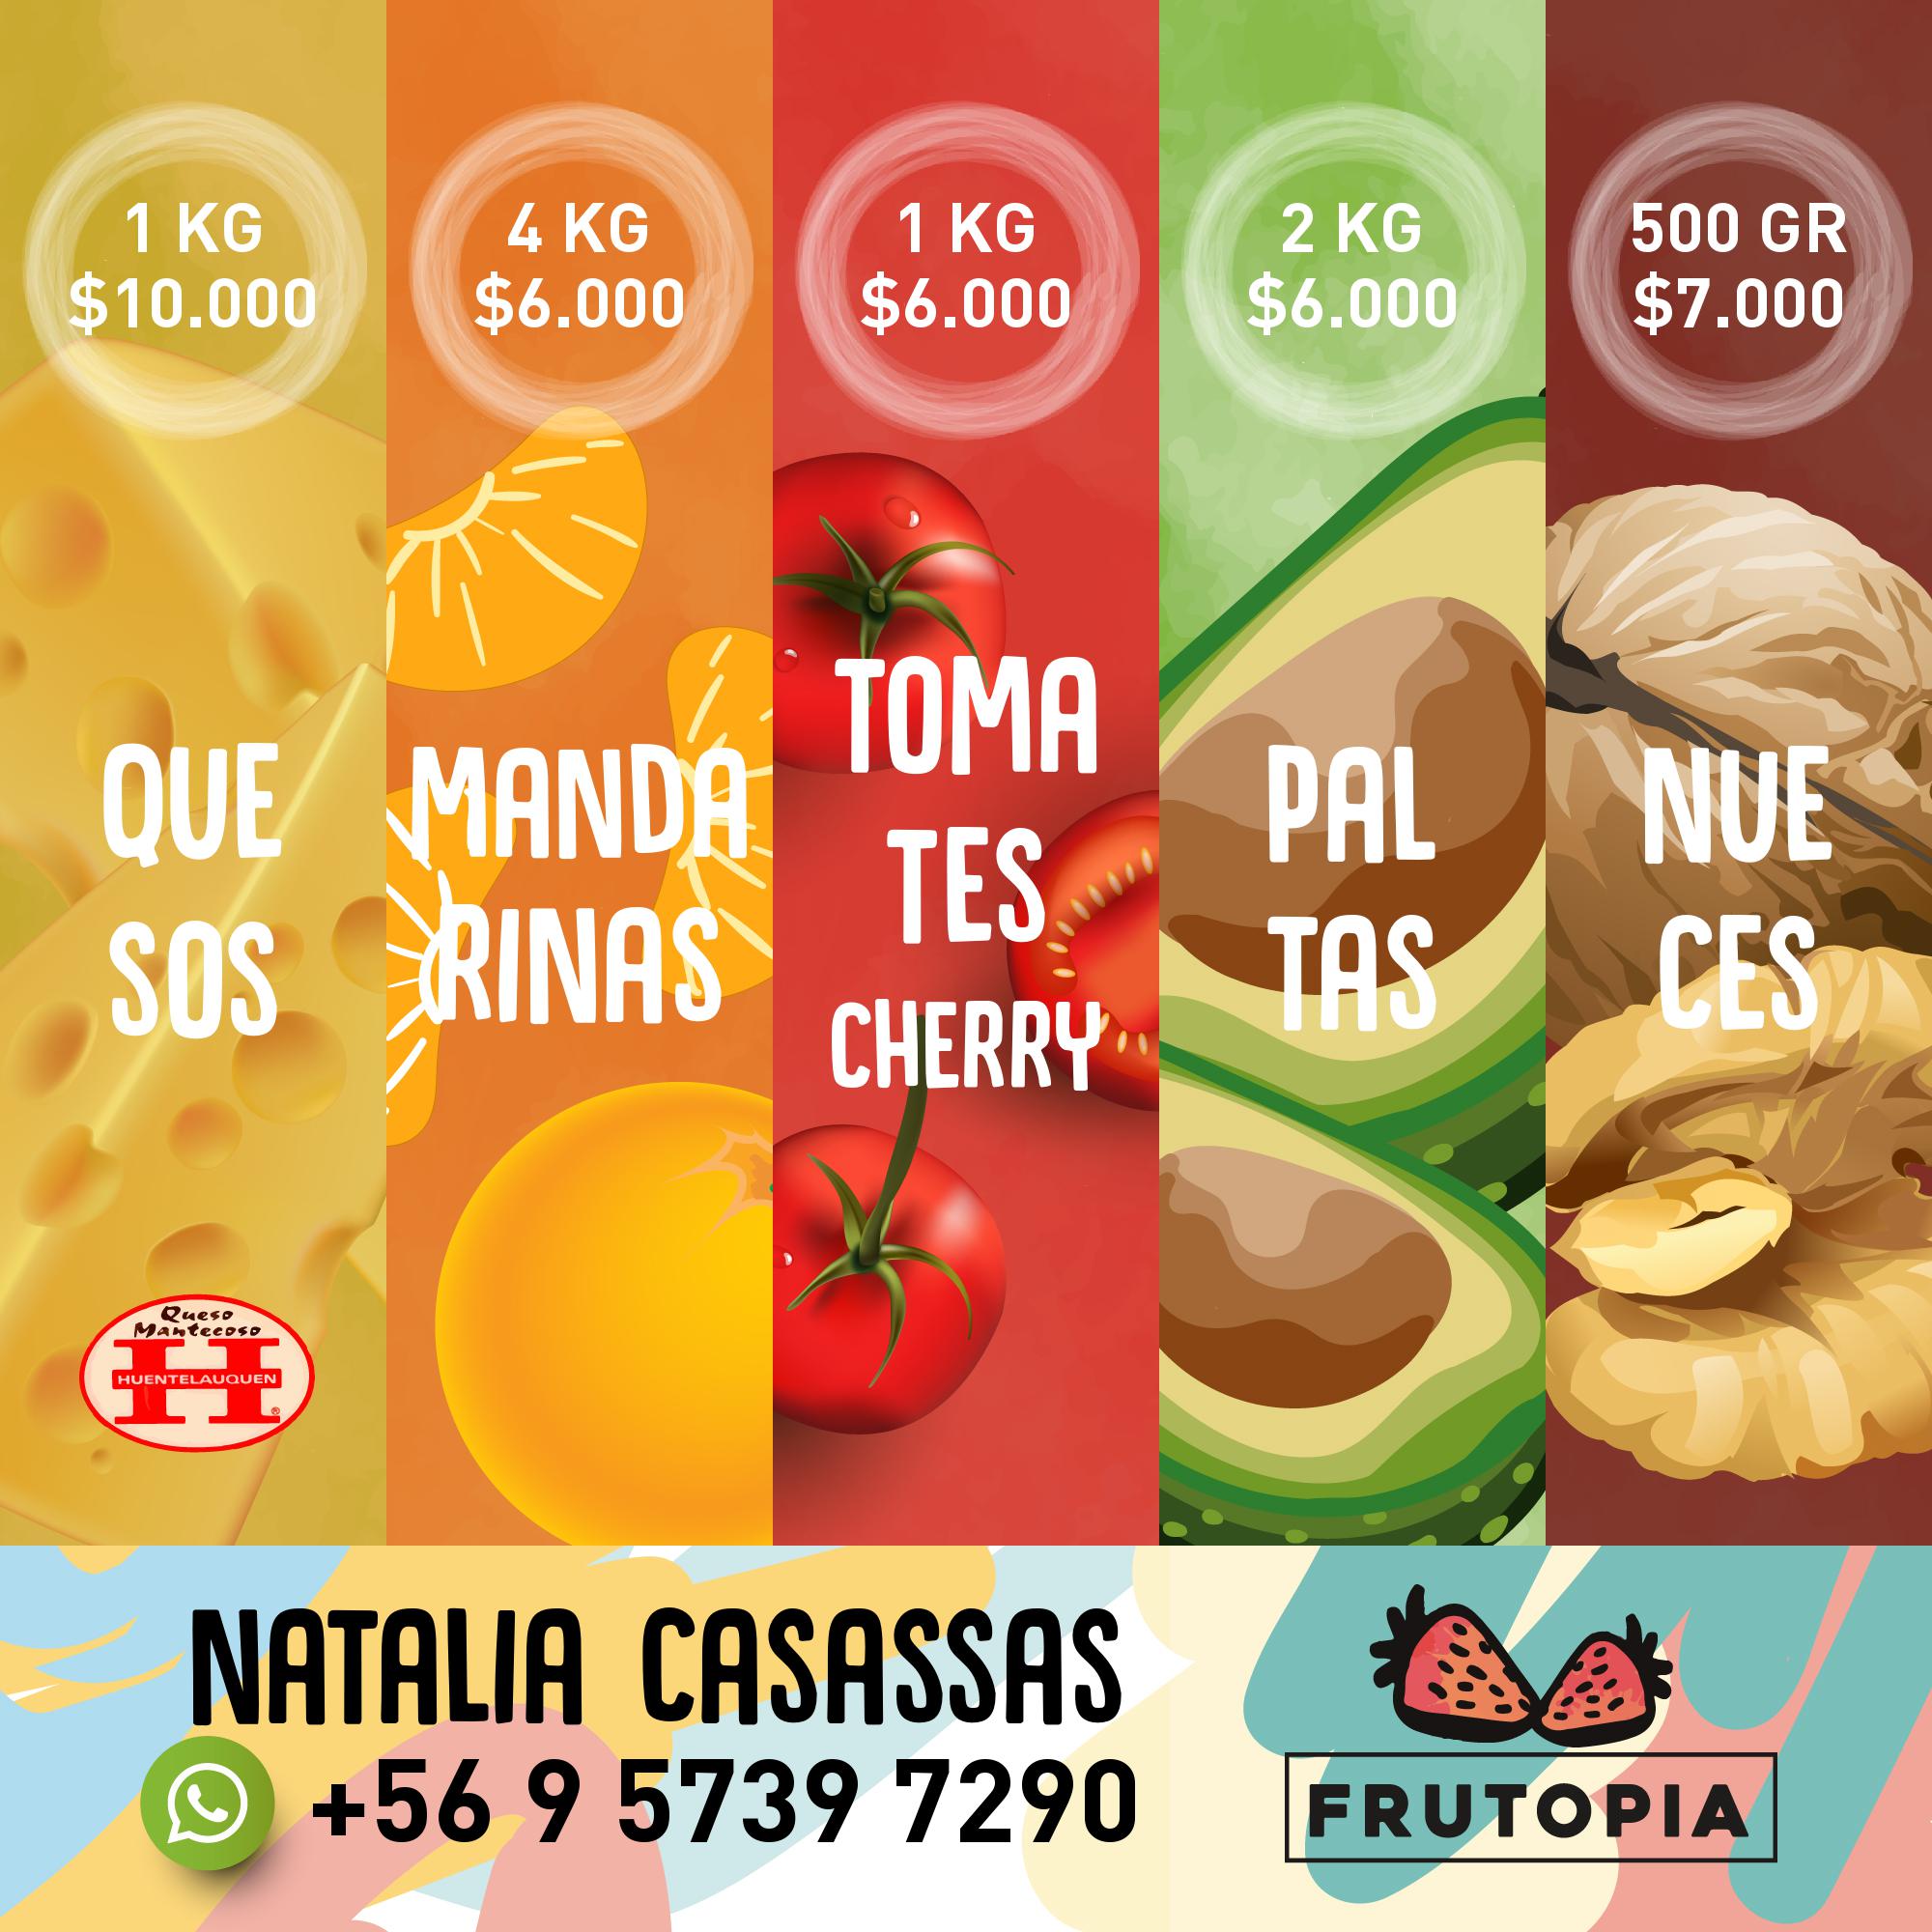 1 KG
$10.000
QUE
SOS
Queso
Mantecoso
H
HUENTELAUQUEN
®
4 KG
$6.000
MANDA
RINAS
1 KG
$6.000
TOMA
TES
CHERRY
2 KG
$6.000
PAL
TAS
500 GR
$7.000
NUE
CES
NATALIA CASASSAS
+56 9 5739 7290
FRUTOPIA